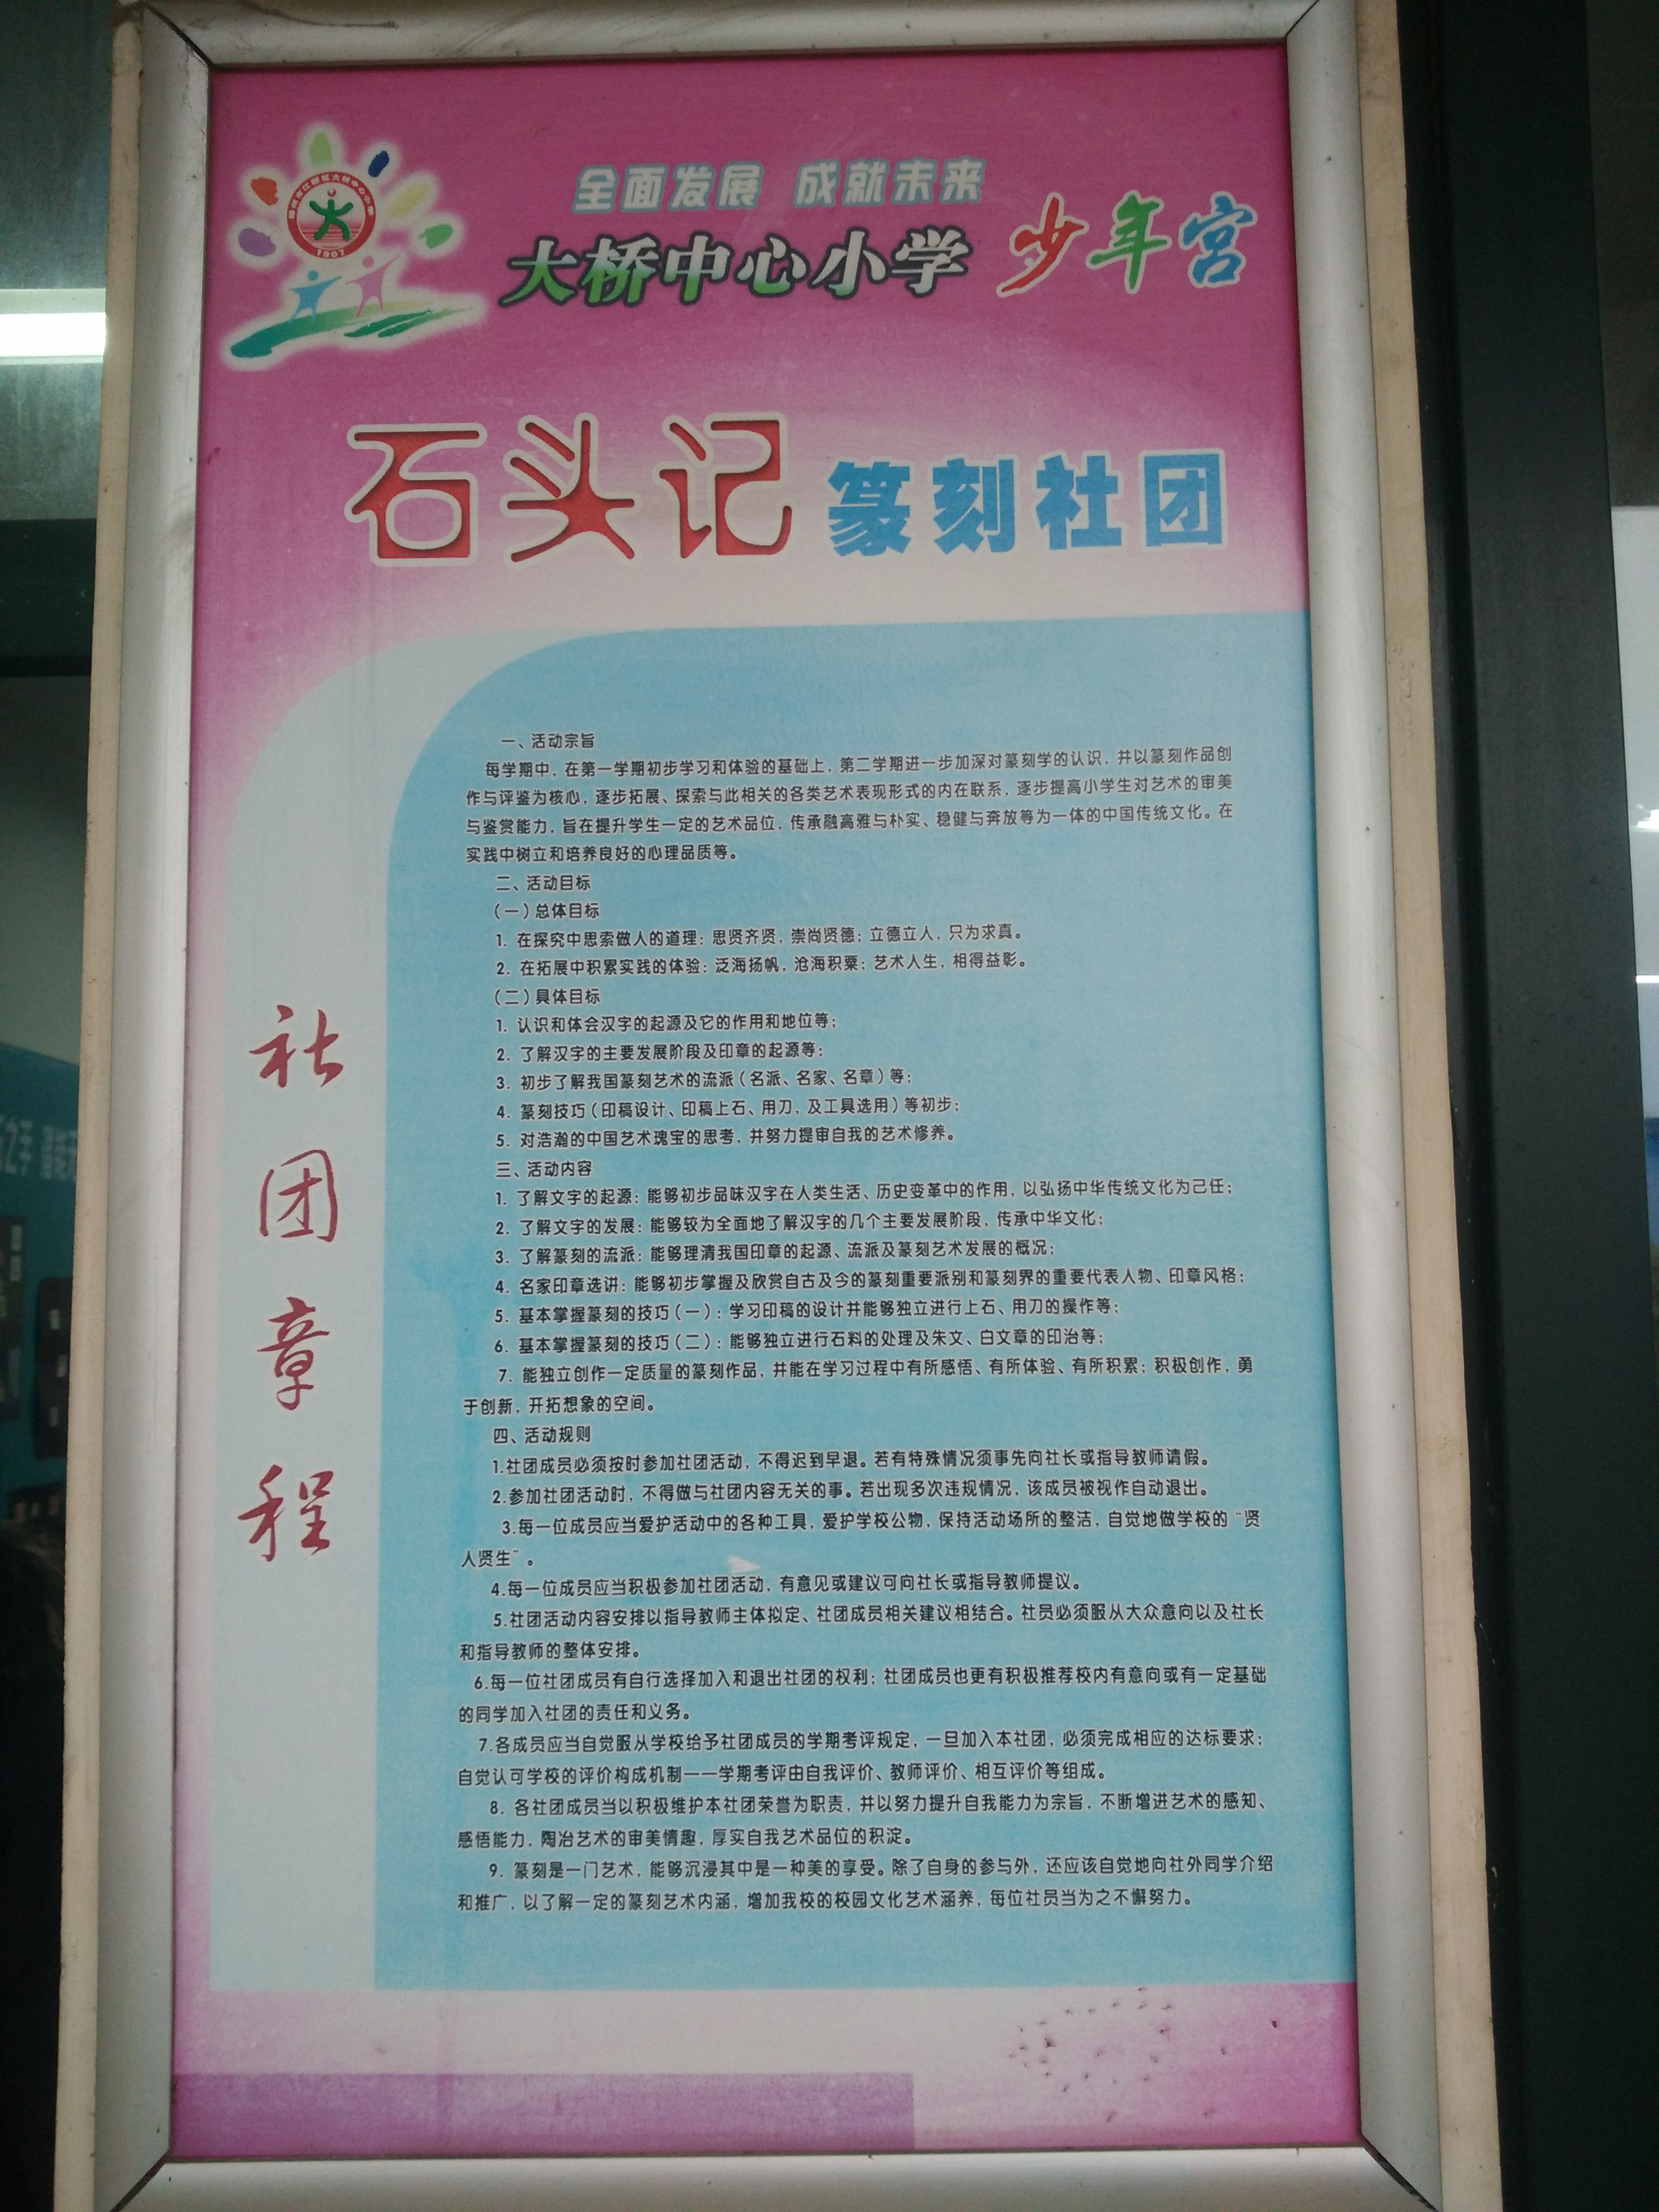 全面发展 成就未来
大桥中心小学 少年宫
1907
石头记 篆刻社团
社团章程
一、活动宗旨
每学期中，在第一学期初步学习和体验的基础上，第二学期进一步加深对篆刻学的认识，并以篆刻作品创
作与评鉴为核心，逐步拓展、探索与此相关的各类艺术表现形式的内在联系，逐步提高小学生对艺术的审美
与鉴赏能力，旨在提升学生一定的艺术品位，传承融高雅与朴实、稳健与奔放等为一体的中国传统文化。在
实践中树立和培养良好的心理品质等。
二、活动目标
（一）总体目标
1. 在探究中思索做人的道理：思贤齐贤，崇尚贤德；立德立人，只为求真。
2. 在拓展中积累实践的体验：泛海扬帆，沧海积粟；艺术人生，相得益彰。
（二）具体目标
1. 认识和体会汉字的起源及它的作用和地位等；
2. 了解汉字的主要发展阶段及印章的起源等；
3. 初步了解我国篆刻艺术的流派（名派、名家、名章）等；
4. 篆刻技巧（印稿设计、印稿上石、用刀，及工具选用）等初步；
5. 对浩瀚的中国艺术瑰宝的思考，并努力提审自我的艺术修养。
三、活动内容
1. 了解文字的起源：能够初步品味汉字在人类生活、历史变革中的作用，以弘扬中华传统文化为己任；
2. 了解文字的发展：能够较为全面地了解汉字的几个主要发展阶段，传承中华文化；
3. 了解篆刻的流派：能够理清我国印章的起源、流派及篆刻艺术发展的概况；
4. 名家印章选讲：能够初步掌握及欣赏自古及今的篆刻重要派别和篆刻界的重要代表人物、印章风格；
5. 基本掌握篆刻的技巧（一）：学习印稿的设计并能够独立进行上石、用刀的操作等；
6. 基本掌握篆刻的技巧（二）：能够独立进行石料的处理及朱文、白文章的印治等；
7. 能独立创作一定质量的篆刻作品，并能在学习过程中有所感悟、有所体验、有所积累；积极创作，勇
于创新，开拓想象的空间。
四、活动规则
1.社团成员必须按时参加社团活动，不得迟到早退。若有特殊情况须事先向社长或指导教师请假。
2.参加社团活动时，不得做与社团内容无关的事。若出现多次违规情况，该成员被视作自动退出。
3.每一位成员应当爱护活动中的各种工具，爱护学校公物，保持活动场所的整洁，自觉地做学校的“贤
人贤生”。
4.每一位成员应当积极参加社团活动，有意见或建议可向社长或指导教师提议。
5.社团活动内容安排以指导教师主体拟定、社团成员相关建议相结合。社员必须服从大众意向以及社长
和指导教师的整体安排。
6.每一位社团成员有自行选择加入和退出社团的权利；社团成员也更有积极推荐校内有意向或有一定基础
的同学加入社团的责任和义务。
7.各成员应当自觉服从学校给予社团成员的学期考评规定，一旦加入本社团，必须完成相应的达标要求；
自觉认可学校的评价构成机制——学期考评由自我评价、教师评价、相互评价等组成。
8. 各社团成员当以积极维护本社团荣誉为职责，并以努力提升自我能力为宗旨，不断增进艺术的感知、
感悟能力，陶冶艺术的审美情趣，厚实自我艺术品位的积淀。
9. 篆刻是一门艺术，能够沉浸其中是一种美的享受。除了自身的参与外，还应该自觉地向社外同学介绍
和推广，以了解一定的篆刻艺术内涵，增加我校的校园文化艺术涵养，每位社员当为之不懈努力。